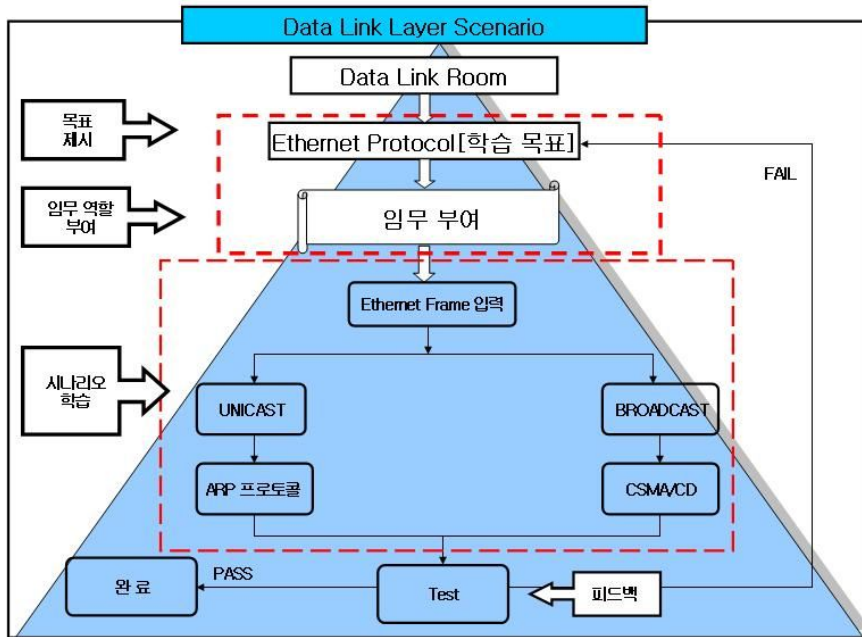 Data Link Layer Scenario
Data Link Room
목표
제시
Ethernet Protocol[학습 목표]
FAIL
임무 역할
부여
임무 부여
Ethernet Frame 입력
시나리오
학습
UNICAST
BROADCAST
ARP 프로토콜
CSMA/CD
완 료
PASS
Test
피드백